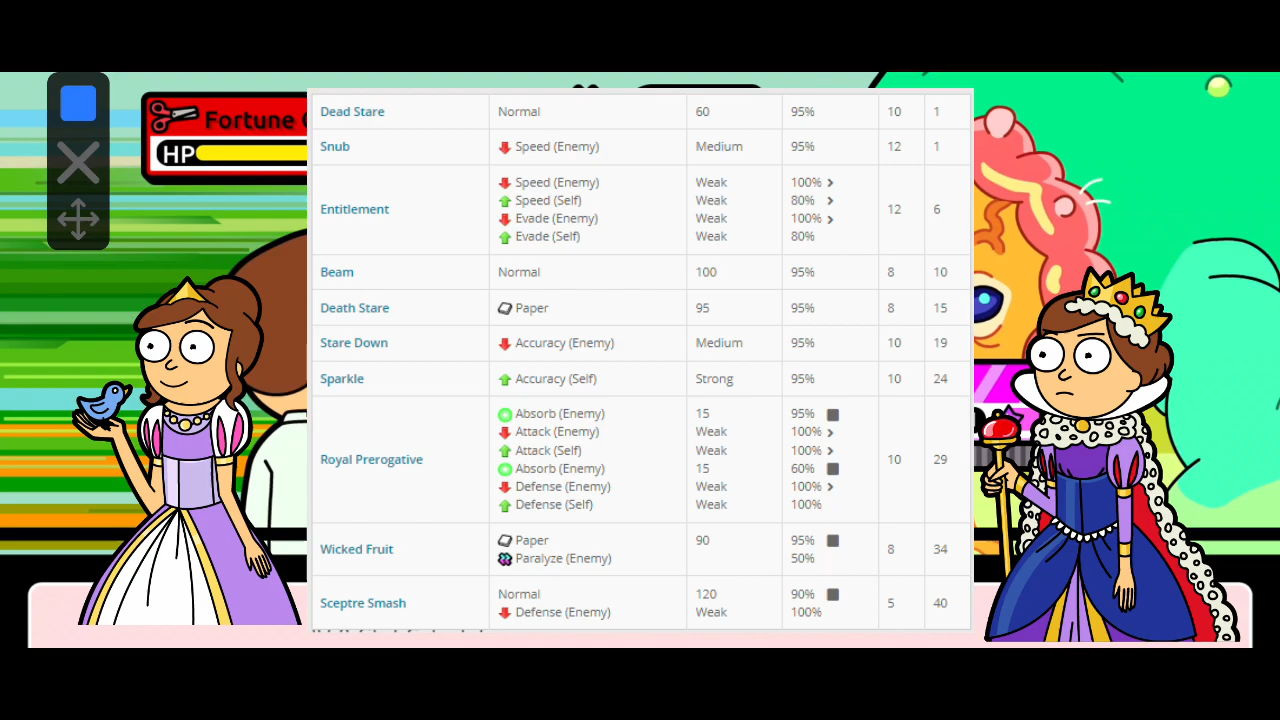 Fortune
HP
Dead Stare Normal 60 95% 10 1
Snub Speed (Enemy) Medium 95% 12 1
Speed (Enemy) Weak 100%
Speed (Self) Weak 80%
Entitlement 12 6
Evade (Enemy) Weak 100%
Evade (Self) Weak 80%
Beam Normal 100 95% 8 10
Death Stare Paper 95 95% 8 15
Stare Down Accuracy (Enemy) Medium 95% 10 19
Sparkle Accuracy (Self) Strong 95% 10 24
Absorb (Enemy) 15 95%
Attack (Enemy) Weak 100%
Attack (Self) Weak 100%
Royal Prerogative 10 29
Absorb (Enemy) 15 60%
Defense (Enemy) Weak 100%
Defense (Self) Weak 100%
Paper 90 95%
Wicked Fruit 8 34
Paralyze (Enemy) 50%
Normal 120 90%
Sceptre Smash 5 40
Defense (Enemy) Weak 100%